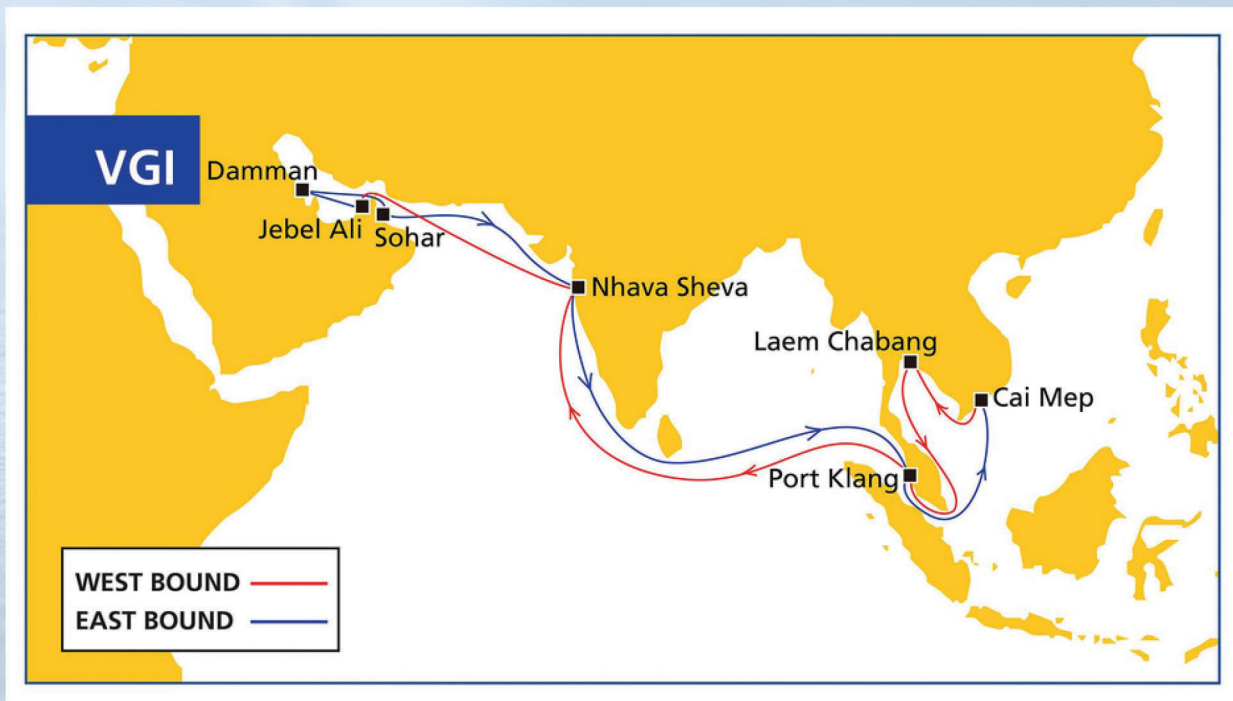 VGI
Damman
Jebel Ali
Sohar
Nhava Sheva
Laem Chabang
Cai Mep
Port Klang
WEST BOUND
EAST BOUND